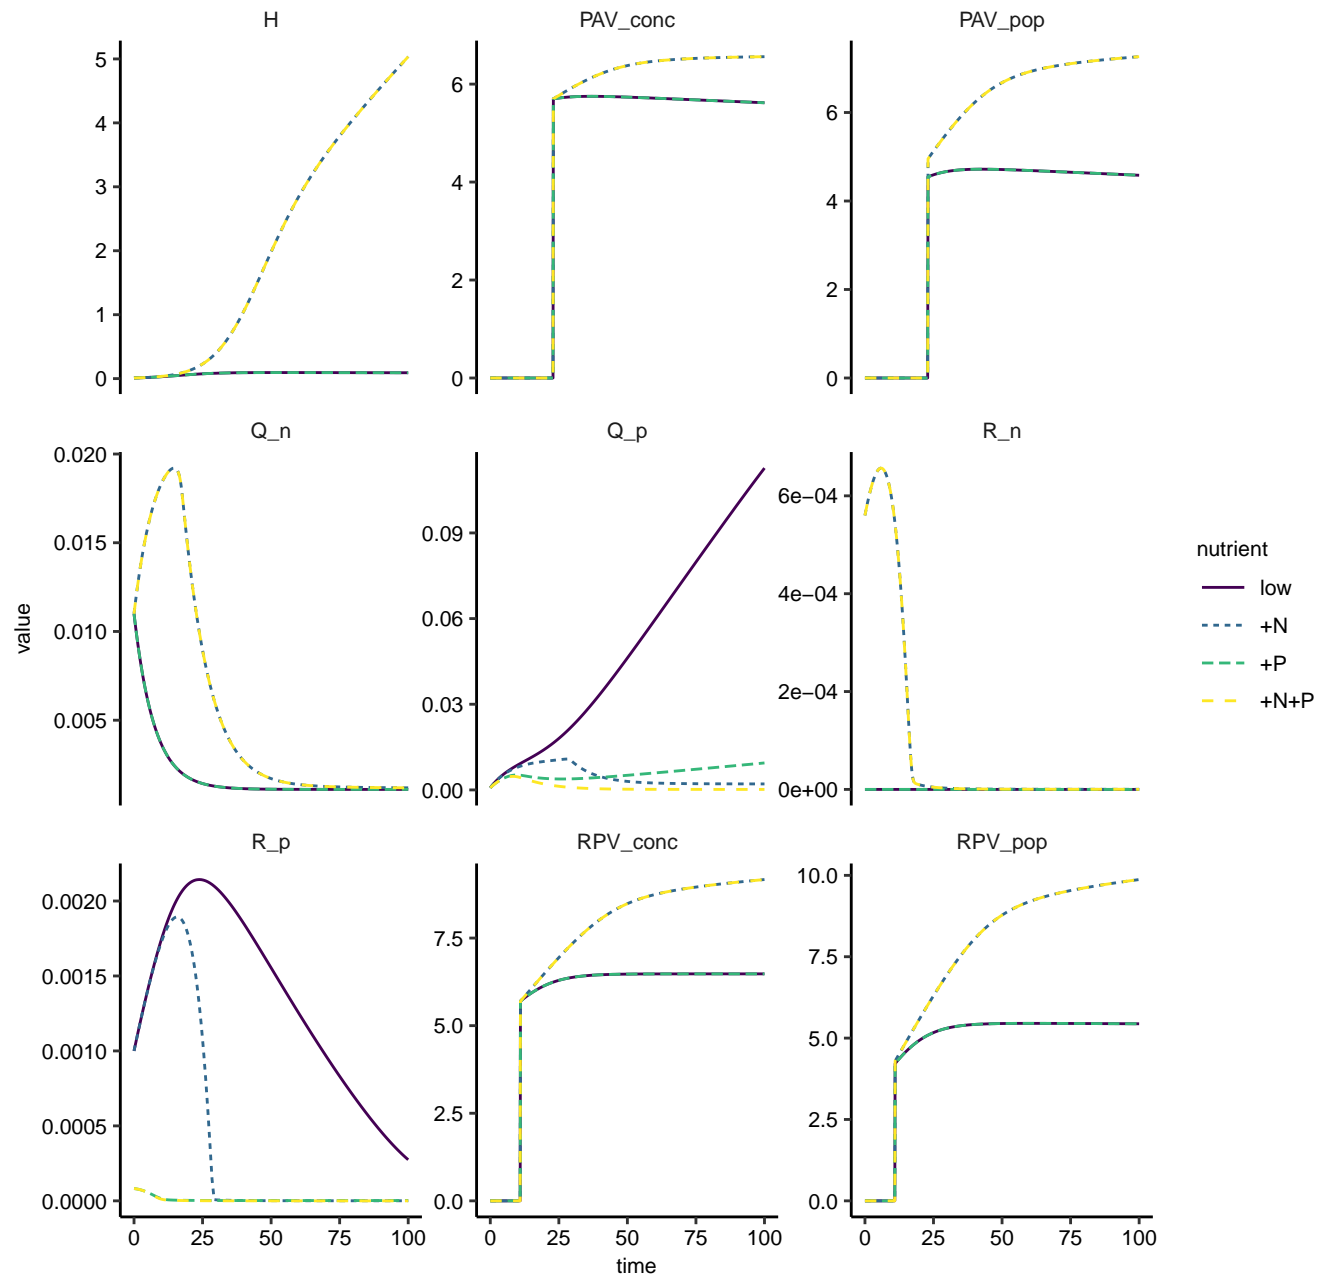 H
PAV_conc
PAV_pop
5
4
3
2
1
0
6
4
2
0
6
4
2
0
Q_n
Q_p
R_n
0.020
0.015
0.010
0.005
0.09
0.06
0.03
0.00
6e−04
4e−04
2e−04
0e+00
R_p
RPV_conc
RPV_pop
0.0020
0.0015
0.0010
0.0005
0.0000
7.5
5.0
2.5
0.0
10.0
7.5
5.0
2.5
0.0
0 25 50 75 100
0 25 50 75 100
0 25 50 75 100
time
value
nutrient
low
+N
+P
+N+P